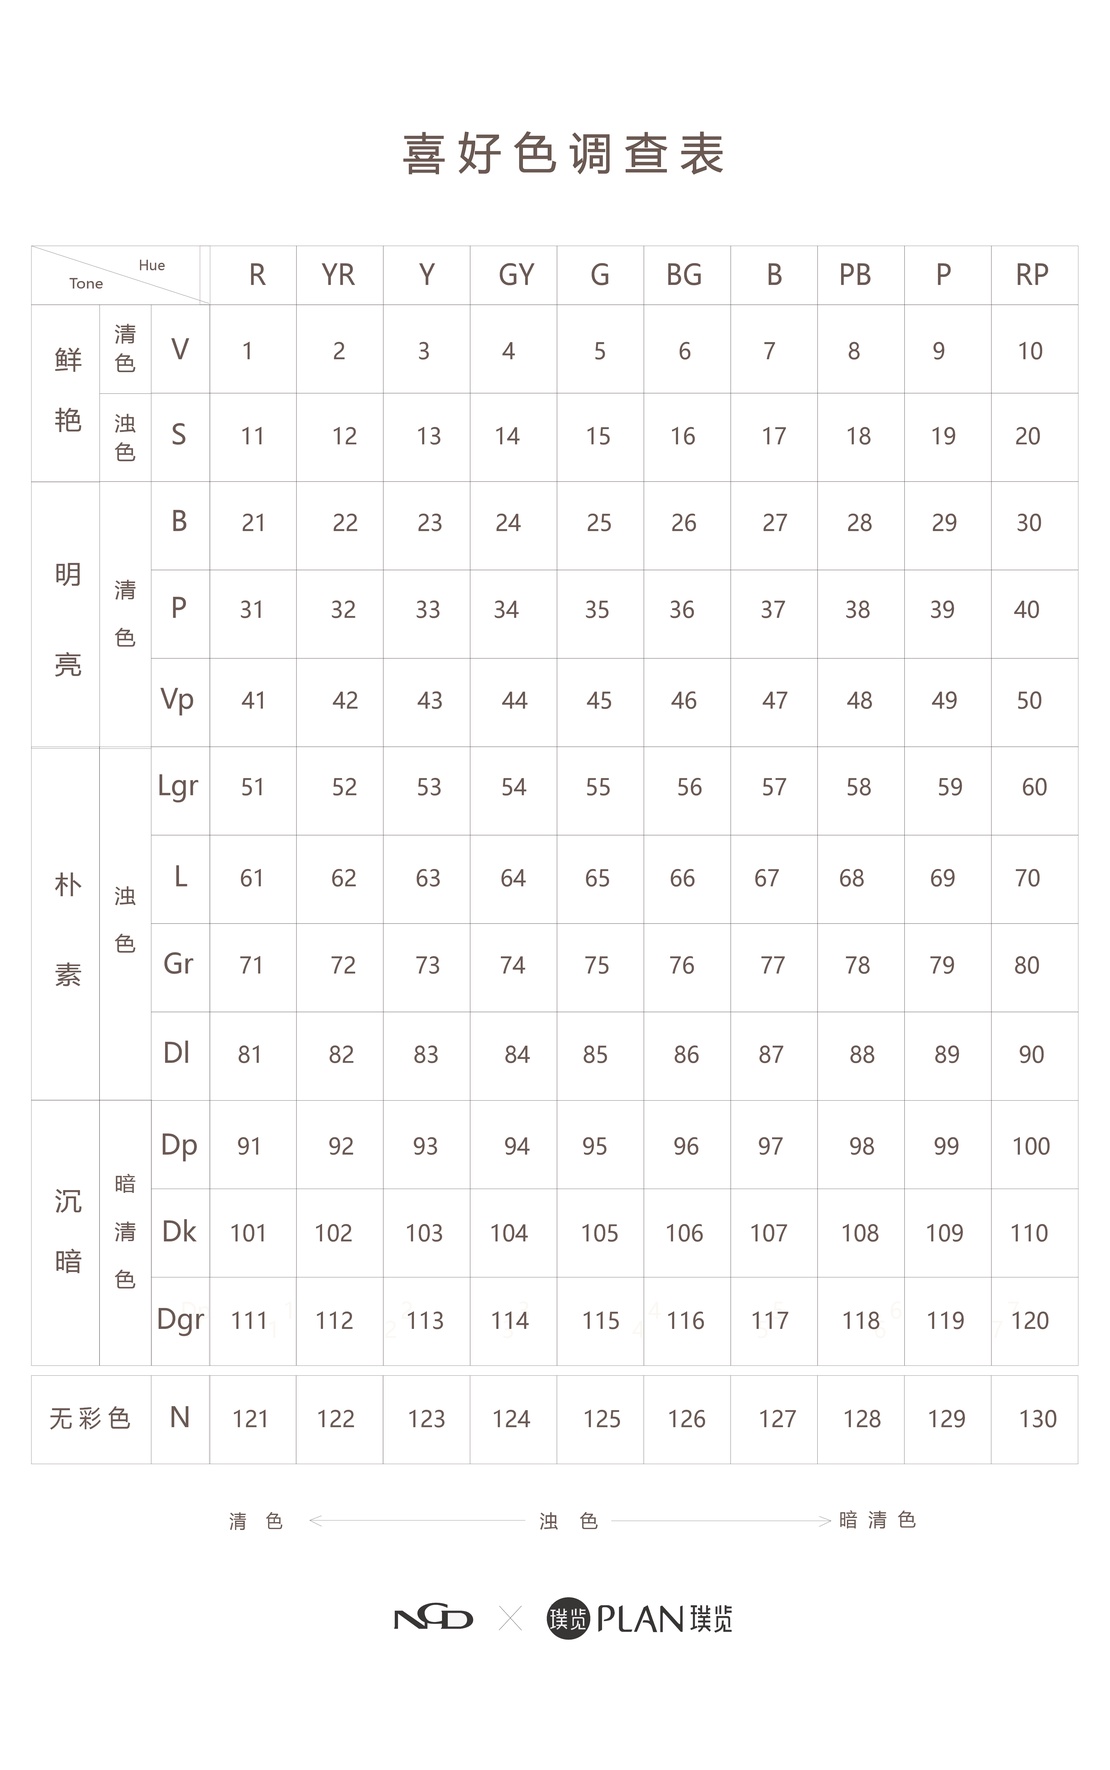 喜好色调查表
Hue
Tone
R YR Y GY G BG B PB P RP
鲜艳 清色 V 1 2 3 4 5 6 7 8 9 10
浊色 S 11 12 13 14 15 16 17 18 19 20
明亮 清色 B 21 22 23 24 25 26 27 28 29 30
P 31 32 33 34 35 36 37 38 39 40
Vp 41 42 43 44 45 46 47 48 49 50
朴素 浊色 Lgr 51 52 53 54 55 56 57 58 59 60
L 61 62 63 64 65 66 67 68 69 70
Gr 71 72 73 74 75 76 77 78 79 80
Dl 81 82 83 84 85 86 87 88 89 90
沉暗 暗清色 Dp 91 92 93 94 95 96 97 98 99 100
Dk 101 102 103 104 105 106 107 108 109 110
Dgr 111 112 113 114 115 116 117 118 119 120
无彩色 N 121 122 123 124 125 126 127 128 129 130
清色 浊色 暗清色
NCD 璞览 PLAN 璞览